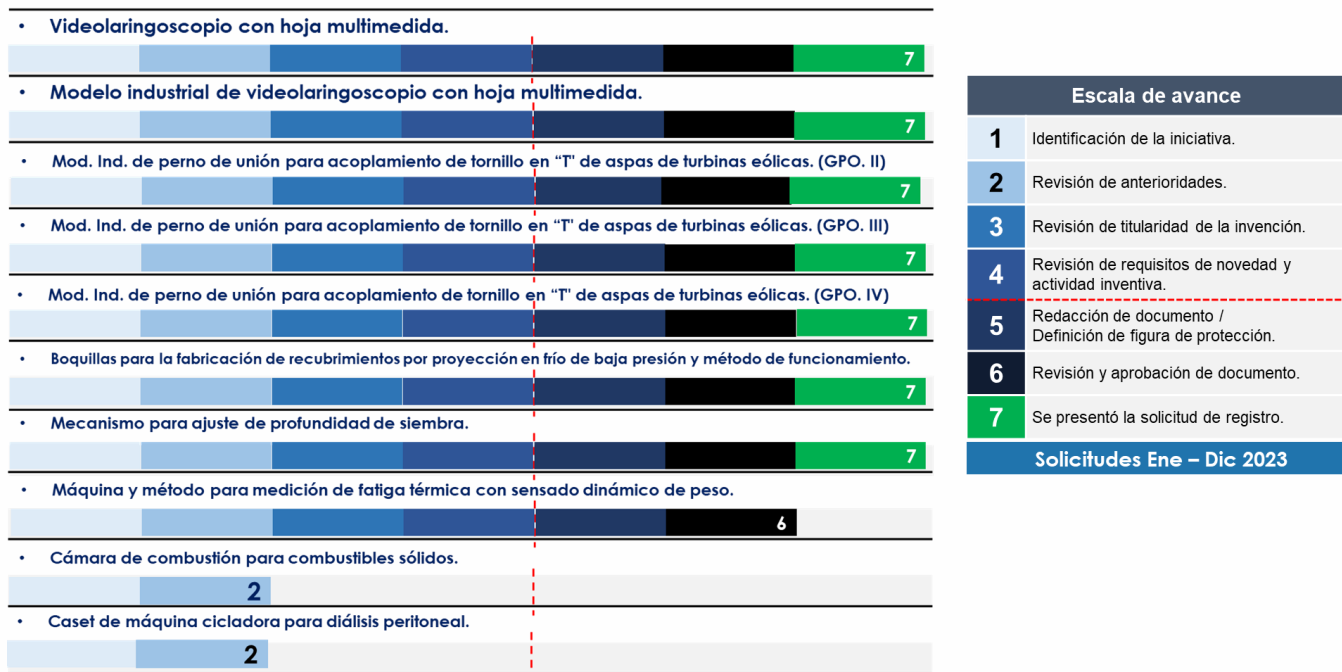 • Videolaringoscopio con hoja multimedida.
7
• Modelo industrial de videolaringoscopio con hoja multimedida.
7
• Mod. Ind. de perno de unión para acoplamiento de tornillo en “T" de aspas de turbinas eólicas. (GPO. II)
7
• Mod. Ind. de perno de unión para acoplamiento de tornillo en “T" de aspas de turbinas eólicas. (GPO. III)
7
• Mod. Ind. de perno de unión para acoplamiento de tornillo en “T" de aspas de turbinas eólicas. (GPO. IV)
7
• Boquillas para la fabricación de recubrimientos por proyección en frío de baja presión y método de funcionamiento.
7
• Mecanismo para ajuste de profundidad de siembra.
7
• Máquina y método para medición de fatiga térmica con sensado dinámico de peso.
6
• Cámara de combustión para combustibles sólidos.
2
• Caset de máquina cicladora para diálisis peritoneal.
2
Escala de avance
1 Identificación de la iniciativa.
2 Revisión de anterioridades.
3 Revisión de titularidad de la invención.
4 Revisión de requisitos de novedad y
actividad inventiva.
5 Redacción de documento /
Definición de figura de protección.
6 Revisión y aprobación de documento.
7 Se presentó la solicitud de registro.
Solicitudes Ene – Dic 2023